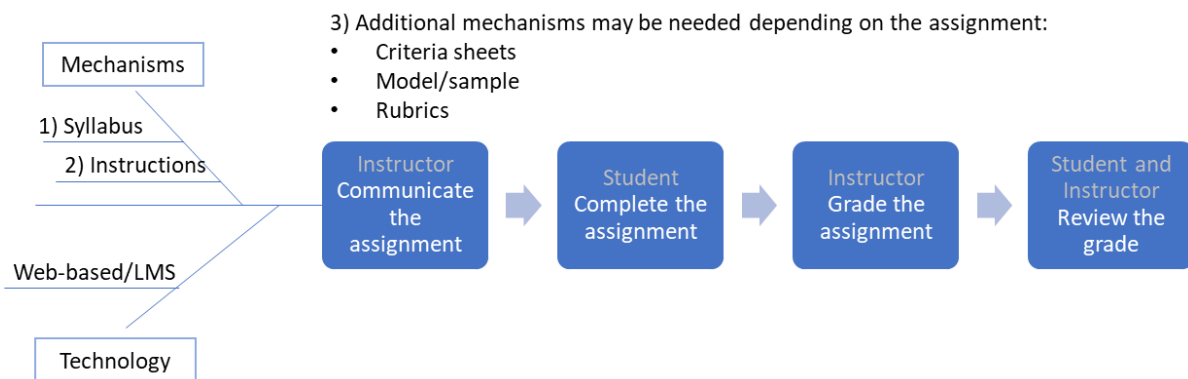 3) Additional mechanisms may be needed depending on the assignment:
• Criteria sheets
• Model/sample
• Rubrics
Mechanisms
1) Syllabus
2) Instructions
Instructor
Communicate
the
assignment
Student
Complete the
assignment
Instructor
Grade the
assignment
Student and
Instructor
Review the
grade
Web-based/LMS
Technology